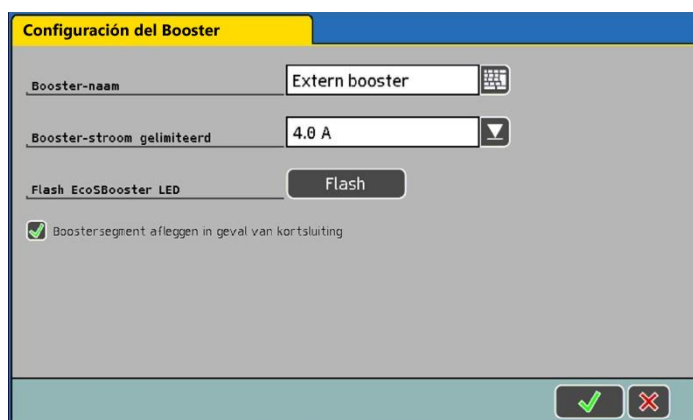 Configuración del Booster
Booster-naam Extern booster
Booster-stroom gelimiteerd 4.0 A
Flash EcoSBooster LED Flash
Boostersegment afleggen in geval van kortsluiting